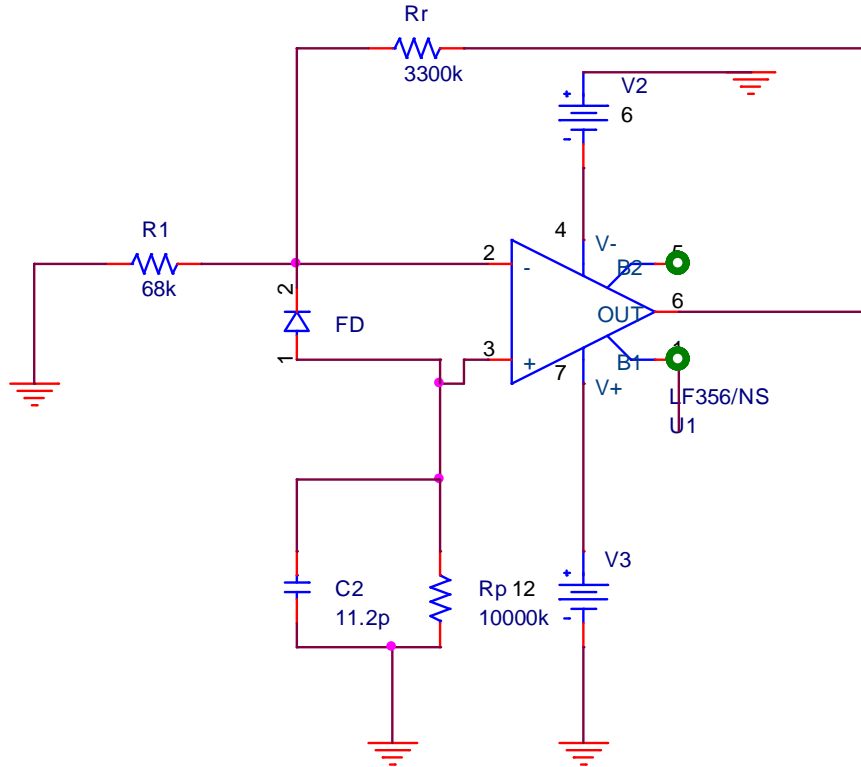 Rr
3300k
V2
+
6
-
R1
68k
2
FD
1
2
-
3
+
4
V-
B2
5
OUT
6
7
V+
B1
1
LF356/NS
U1
C2
11.2p
Rp
10000k
12
V3
+
-